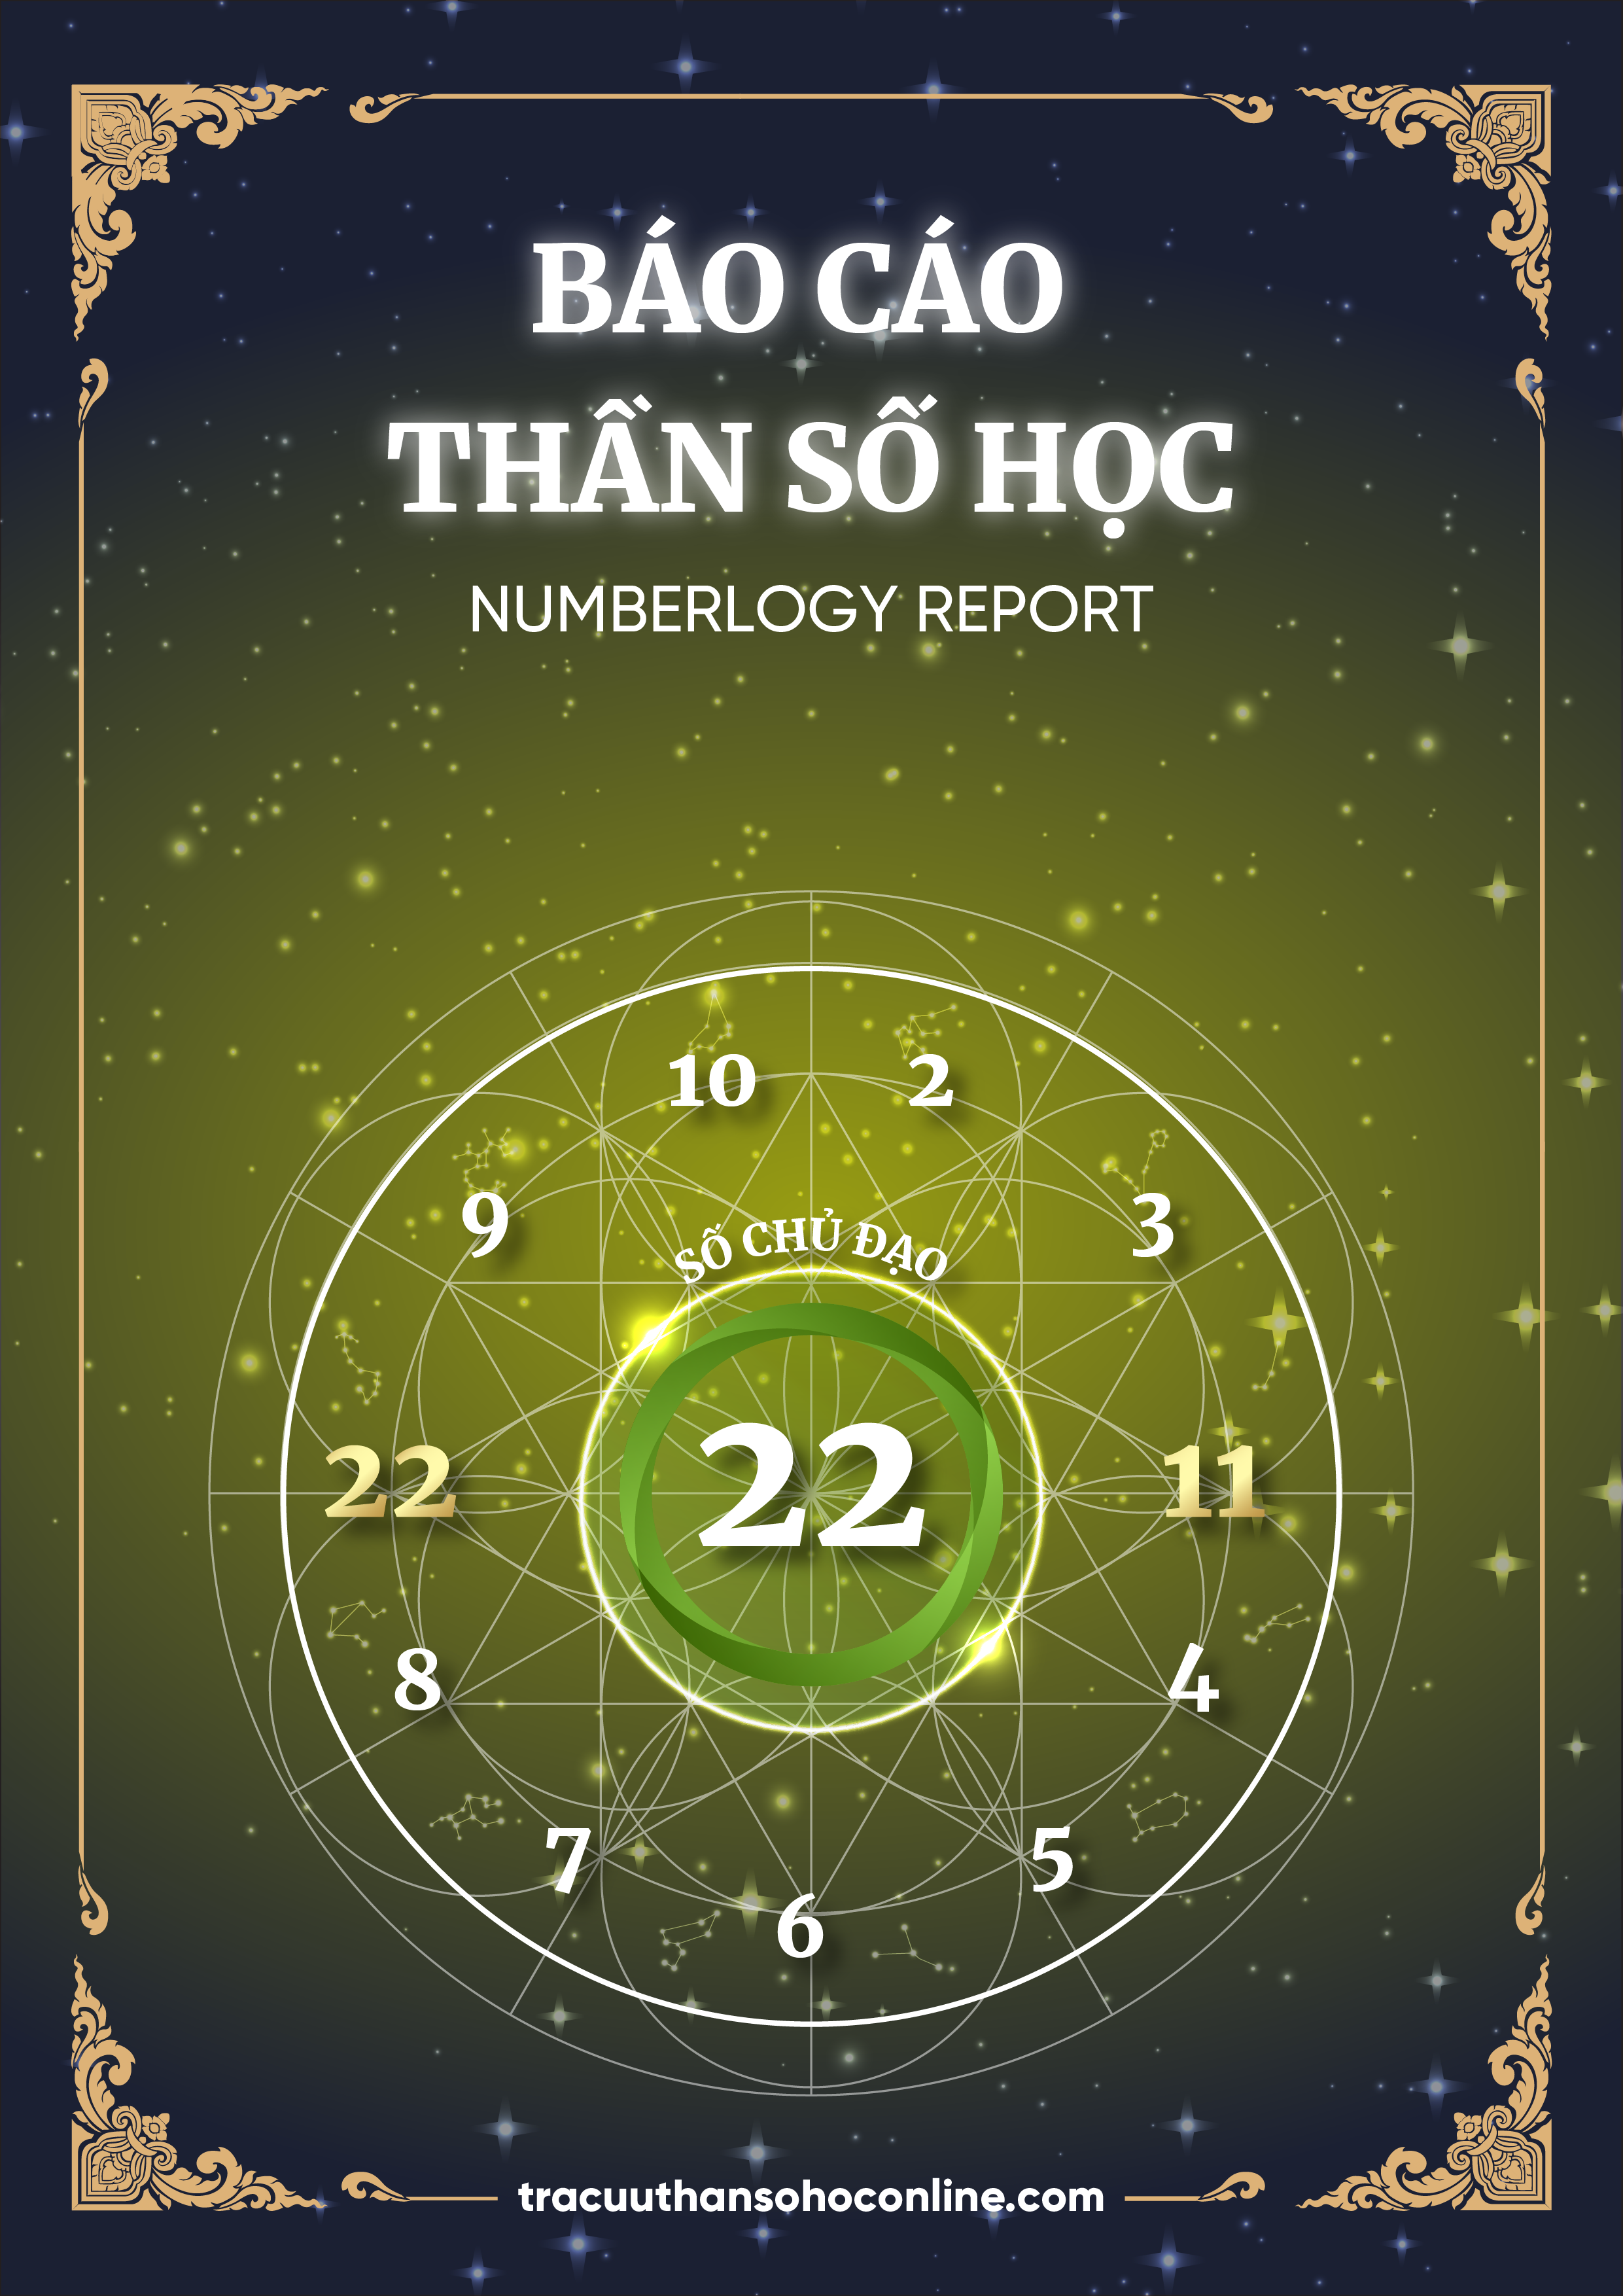 BÁO CÁO
THẦN SỐ HỌC
NUMBERLOGY REPORT
10 2
9 3
SỐ CHỦ ĐẠO
22 22 11
8 4
7 5
6
tracuuthansohoconline.com